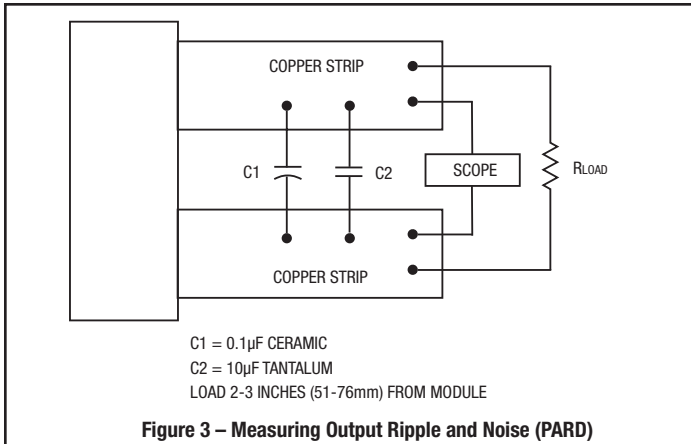 COPPER STRIP
C1
C2
SCOPE
RLOAD
COPPER STRIP
C1 = 0.1µF CERAMIC
C2 = 10µF TANTALUM
LOAD 2-3 INCHES (51-76mm) FROM MODULE
Figure 3 – Measuring Output Ripple and Noise (PARD)